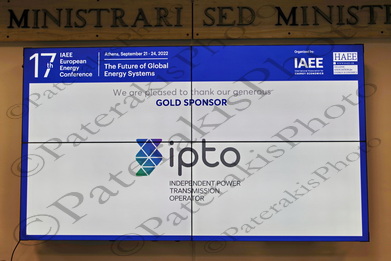 MINISTRARI SED MINIST
17th
IAEE
European
Energy
Conference
Athens, September 21 - 24, 2022
The Future of Global
Energy Systems
Organized by:
IAEE
ENERGY ECONOMICS
HAEE
We are pleased to thank our generous
GOLD SPONSOR
ipto
INDEPENDENT POWER
TRANSMISSION
OPERATOR
©PaterakisPhoto